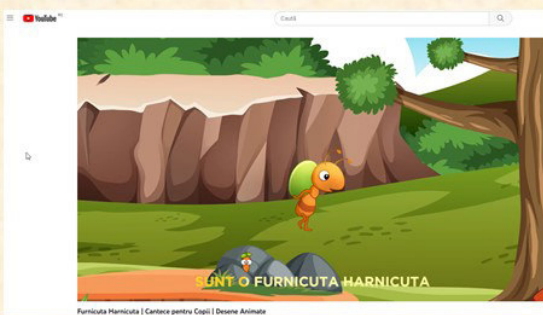 YouTube
Caută
SUNT O FURNICUTA HARNICUTA
Furnicuta Harnicuta | Cantece pentru Copii | Desene Animate